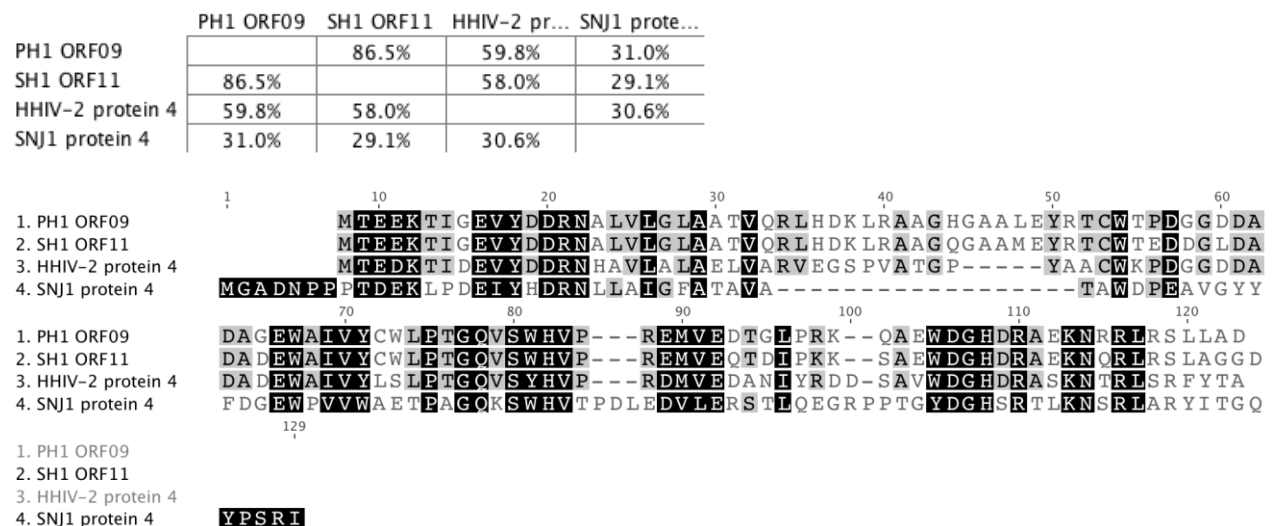 PH1 ORF09 SH1 ORF11 HHIV-2 pr... SNJ1 prote...
PH1 ORF09 86.5% 59.8% 31.0%
SH1 ORF11 86.5% 58.0% 29.1%
HHIV-2 protein 4 59.8% 58.0% 30.6%
SNJ1 protein 4 31.0% 29.1% 30.6%
1 10 20 30 40 50 60
1. PH1 ORF09 MTEEKTIGEVYDDRNALVLGLAATVQRLHDKLRAAGHGAALEYRTCWTPDGGDDA
2. SH1 ORF11 MTEEKTIGEVYDDRNALVLGLAATVQRLHDKLRAAGQGAAMEYRTCWTEDDGLDA
3. HHIV-2 protein 4 MTEDKTIDEVYDDRNHAVLALAELVARVEGSPVATGP-----YAACWKPDGGDDA
4. SNJ1 protein 4 MGADNPPPTDEKLPDEIYHDRNLLAIGFATAVA------------------TAWDPEAVGYY
70 80 90 100 110 120
1. PH1 ORF09 DAGEWAIVYCWLPTGQVSWHVP---REMVEDTGLPRK--QAEWDGHDRAEKNRRLRSLLAD
2. SH1 ORF11 DADEWAIVYCWLPTGQVSWHVP---REMVEQTDIPKK--SAEWDGHDRAEKNQRLRSLAGGD
3. HHIV-2 protein 4 DADEWAIVYLSLPTGQVSYHVP---RDMVEDANIYRDD-SAVWDGHDRASKNTRLSRFYTA
4. SNJ1 protein 4 FDGEWPVVWAETPAGQKSWHVTPDLEDVLERSTLQEGRPPTGYDGHSRTLKNSRLARYITGQ
129
1. PH1 ORF09
2. SH1 ORF11
3. HHIV-2 protein 4
4. SNJ1 protein 4 YPSRI